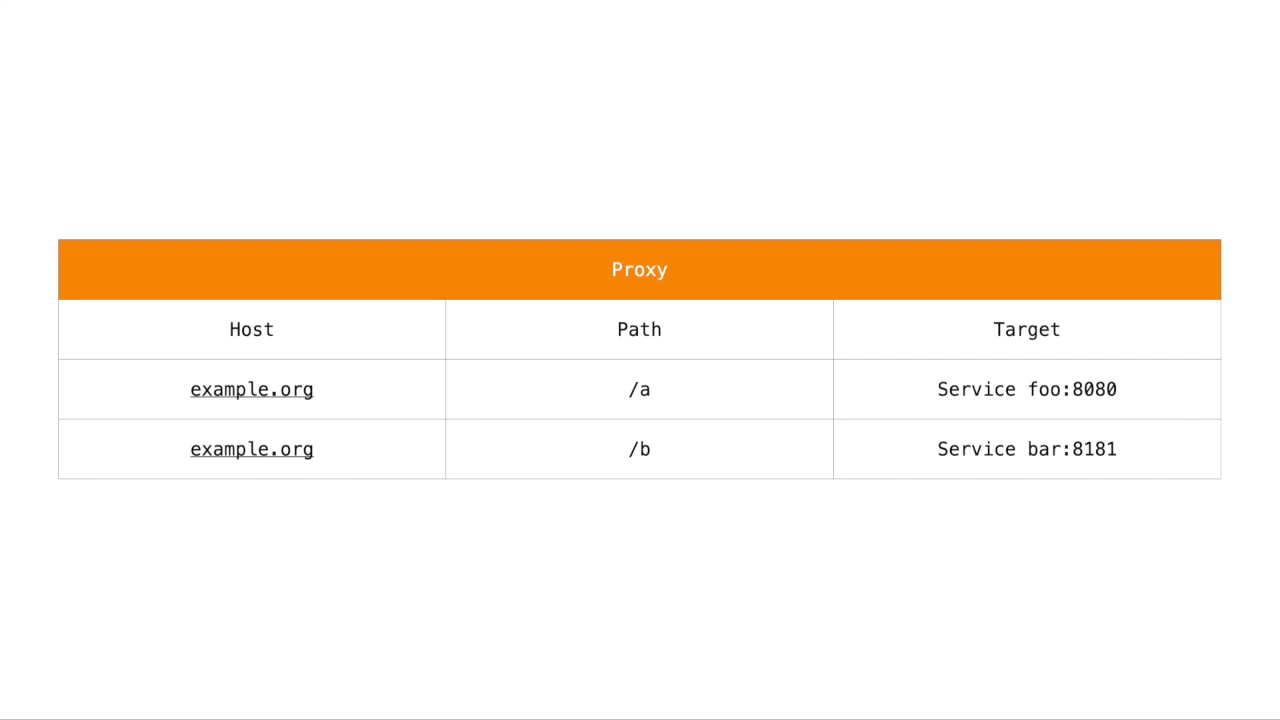 Proxy
Host Path Target
example.org /a Service foo:8080
example.org /b Service bar:8181